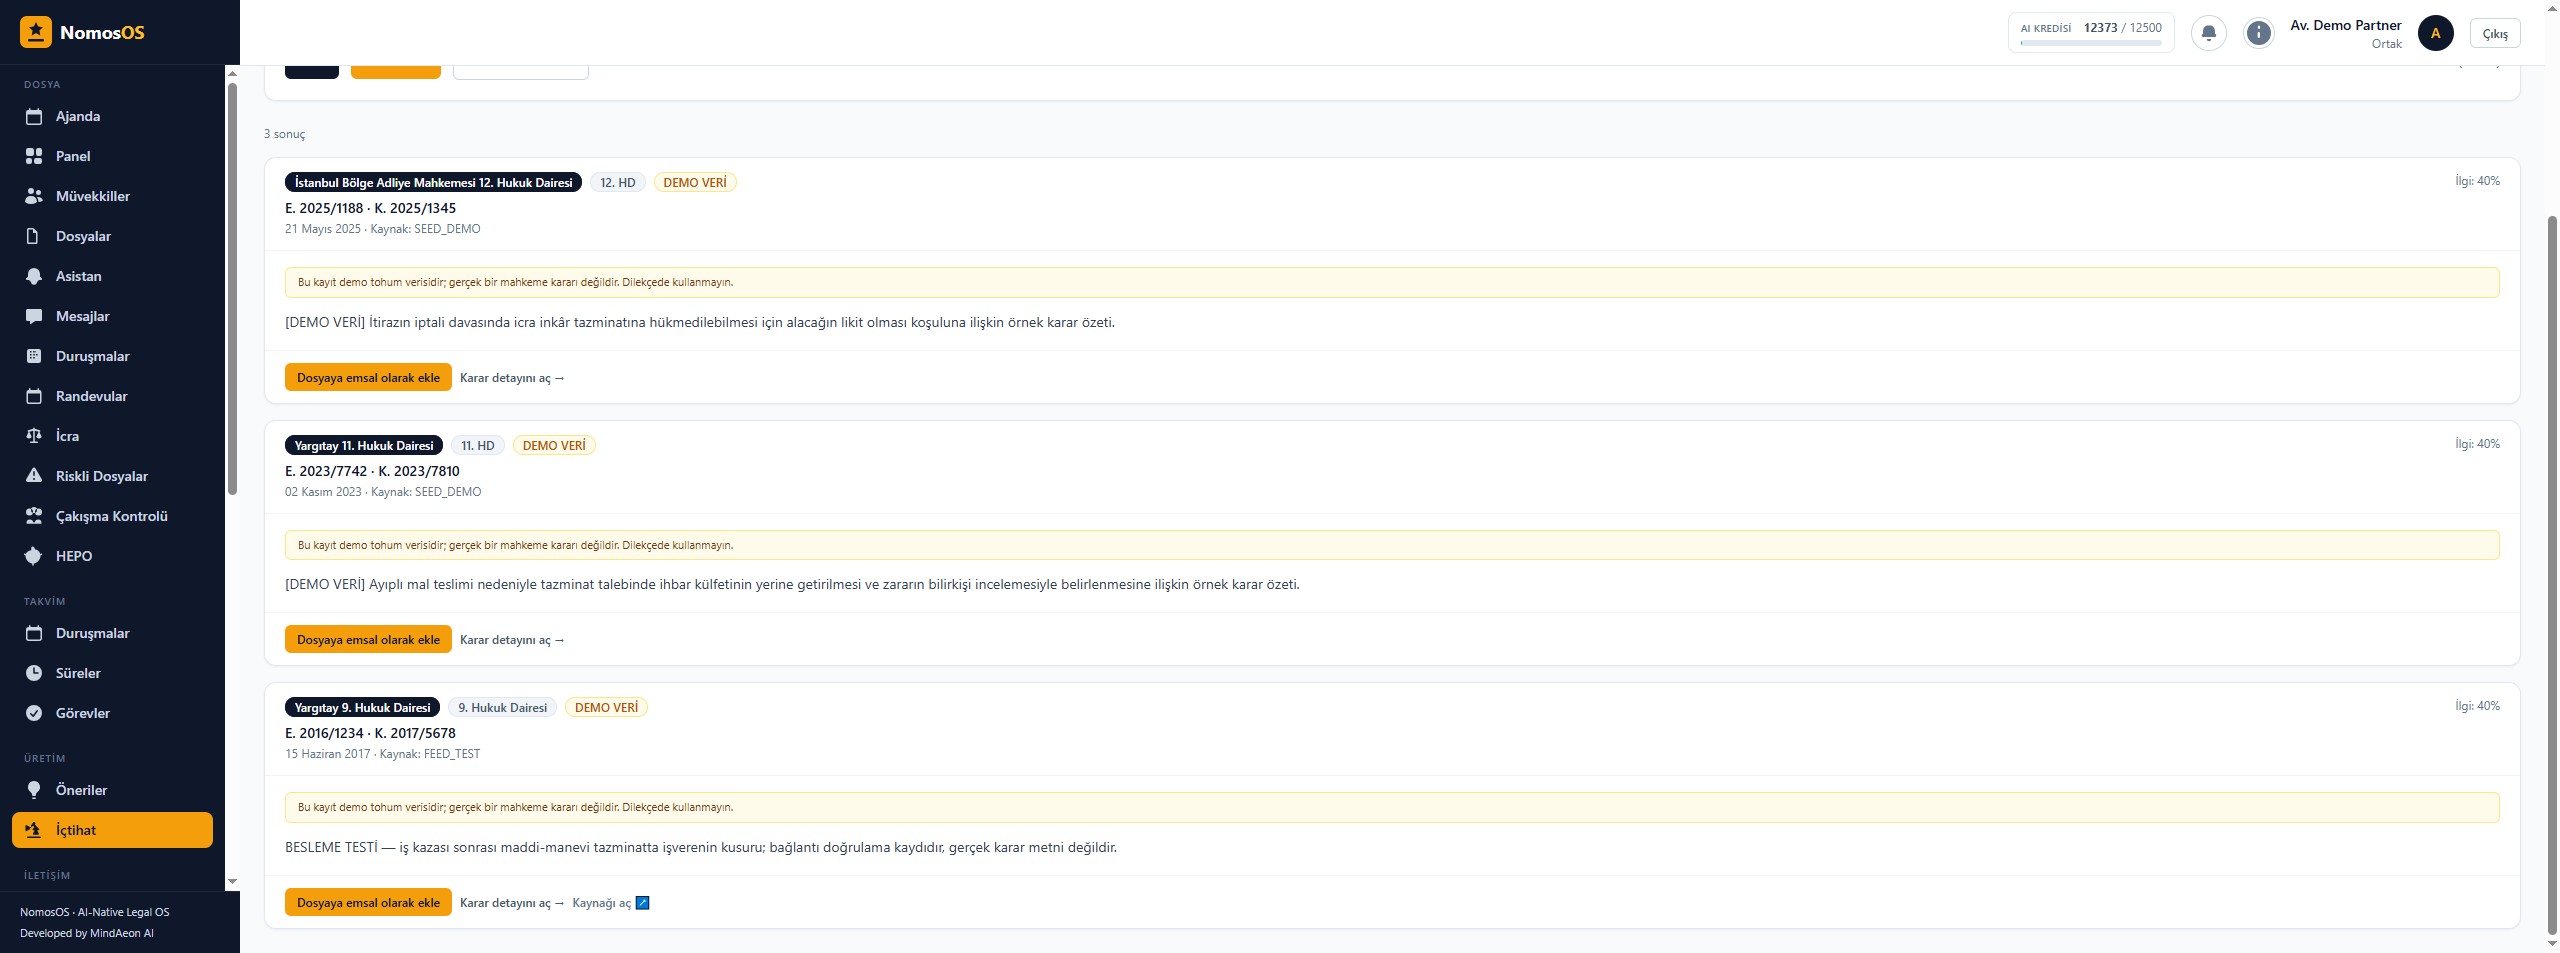 NomosOS
AI KREDİSİ 12373 / 12500
Av. Demo Partner
Ortak
A
Çıkış
DOSYA
Ajanda
Panel
Müvekkiller
Dosyalar
Asistan
Mesajlar
Duruşmalar
Randevular
İcra
Riskli Dosyalar
Çakışma Kontrolü
HEPO
TAKVİM
Duruşmalar
Süreler
Görevler
ÜRETİM
Öneriler
İçtihat
İLETİŞİM
NomosOS · AI-Native Legal OS
Developed by MindAeon AI
3 sonuç
İstanbul Bölge Adliye Mahkemesi 12. Hukuk Dairesi 12. HD DEMO VERİ İlgi: 40%
E. 2025/1188 · K. 2025/1345
21 Mayıs 2025 · Kaynak: SEED_DEMO
Bu kayıt demo tohum verisidir; gerçek bir mahkeme kararı değildir. Dilekçede kullanmayın.
[DEMO VERİ] İtirazın iptali davasında icra inkâr tazminatına hükmedilebilmesi için alacağın likit olması koşuluna ilişkin örnek karar özeti.
Dosyaya emsal olarak ekle Karar detayını aç →
Yargıtay 11. Hukuk Dairesi 11. HD DEMO VERİ İlgi: 40%
E. 2023/7742 · K. 2023/7810
02 Kasım 2023 · Kaynak: SEED_DEMO
Bu kayıt demo tohum verisidir; gerçek bir mahkeme kararı değildir. Dilekçede kullanmayın.
[DEMO VERİ] Ayıplı mal teslimi nedeniyle tazminat talebinde ihbar külfetinin yerine getirilmesi ve zararın bilirkişi incelemesiyle belirlenmesine ilişkin örnek karar özeti.
Dosyaya emsal olarak ekle Karar detayını aç →
Yargıtay 9. Hukuk Dairesi 9. Hukuk Dairesi DEMO VERİ İlgi: 40%
E. 2016/1234 · K. 2017/5678
15 Haziran 2017 · Kaynak: FEED_TEST
Bu kayıt demo tohum verisidir; gerçek bir mahkeme kararı değildir. Dilekçede kullanmayın.
BESLEME TESTİ — iş kazası sonrası maddi-manevi tazminatta işverenin kusuru; bağlantı doğrulama kaydıdır, gerçek karar metni değildir.
Dosyaya emsal olarak ekle Karar detayını aç → Kaynağı aç ↗